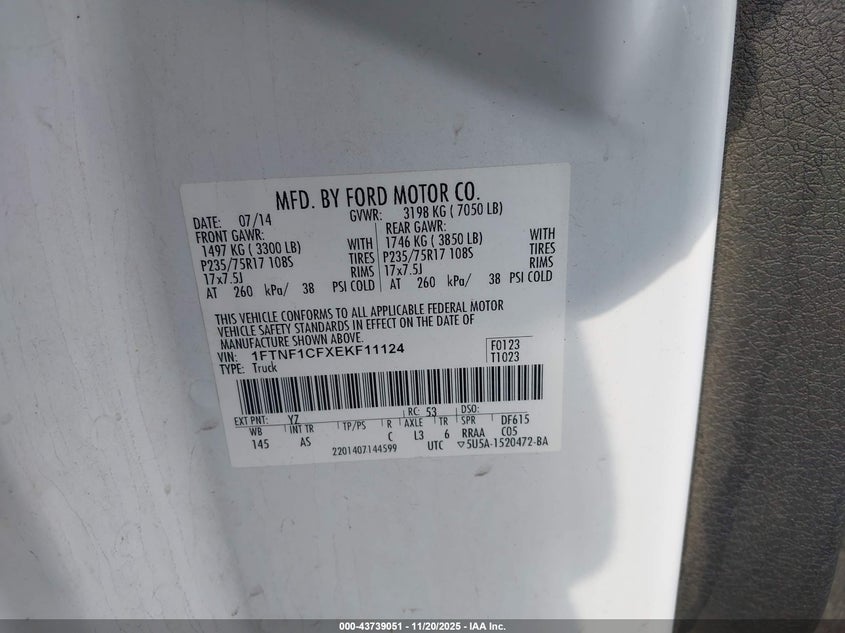 MFD. BY FORD MOTOR CO.
DATE: 07/14 GVWR: 3198 KG ( 7050 LB)
FRONT GAWR: REAR GAWR:
1497 KG ( 3300 LB) WITH 1746 KG ( 3850 LB) WITH
P235/75R17 108S TIRES P235/75R17 108S TIRES
17x7.5J RIMS 17x7.5J RIMS
AT 260 kPa/ 38 PSI COLD AT 260 kPa/ 38 PSI COLD
THIS VEHICLE CONFORMS TO ALL APPLICABLE FEDERAL MOTOR
VEHICLE SAFETY STANDARDS IN EFFECT ON THE DATE OF
MANUFACTURE SHOWN ABOVE.
VIN: 1FTNF1CFXEKF11124 F0123
TYPE: Truck T1023
EXT PNT: YZ RC: 53 DSO:
WB INT TR TP/PS R AXLE TR SPR DF615
145 AS C L3 6 RRAA C05
2201407144599 UTC ▽5U5A-1520472-BA
000-43739051 - 11/20/2025 - IAA Inc.